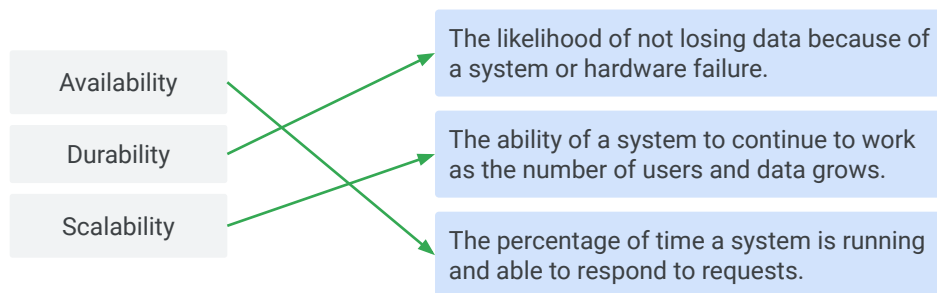 Availability
Durability
Scalability
The likelihood of not losing data because of
a system or hardware failure.
The ability of a system to continue to work
as the number of users and data grows.
The percentage of time a system is running
and able to respond to requests.